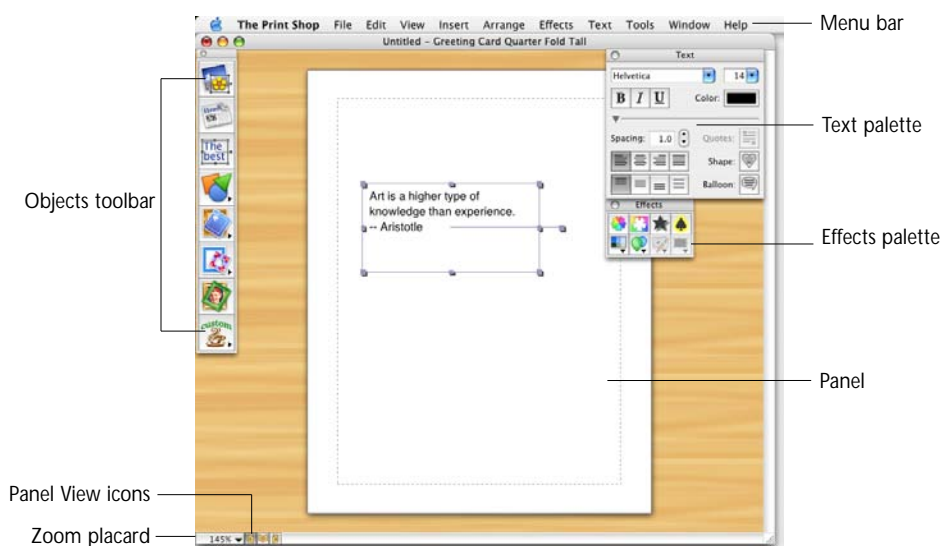 The Print Shop File Edit View Insert Arrange Effects Text Tools Window Help
Menu bar
Untitled - Greeting Card Quarter Fold Tall
Text
Helvetica 14
B I U Color:
Text palette
Spacing: 1.0 Quotes:
Shape:
Balloon:
The best
Objects toolbar
Art is a higher type of
knowledge than experience.
-- Aristotle
Effects
Effects palette
custom
Panel
Panel View icons
Zoom placard
145%